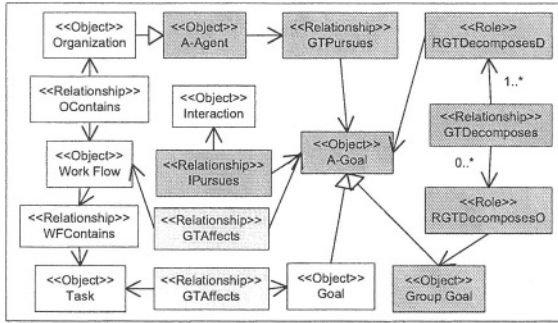 <<Object>>
Organization
<<Object>>
A-Agent
<<Relationship>>
GTPursues
<<Role>>
RGTDecomposesD
<<Relationship>>
OContains
<<Object>>
Interaction
1..*
<<Relationship>>
GTDecomposes
<<Object>>
Work Flow
<<Relationship>>
IPursues
<<Object>>
A-Goal
0..*
<<Relationship>>
WFContains
<<Relationship>>
GTAffects
<<Role>>
RGTDecomposesO
<<Object>>
Task
<<Relationship>>
GTAffects
<<Object>>
Goal
<<Object>>
Group Goal